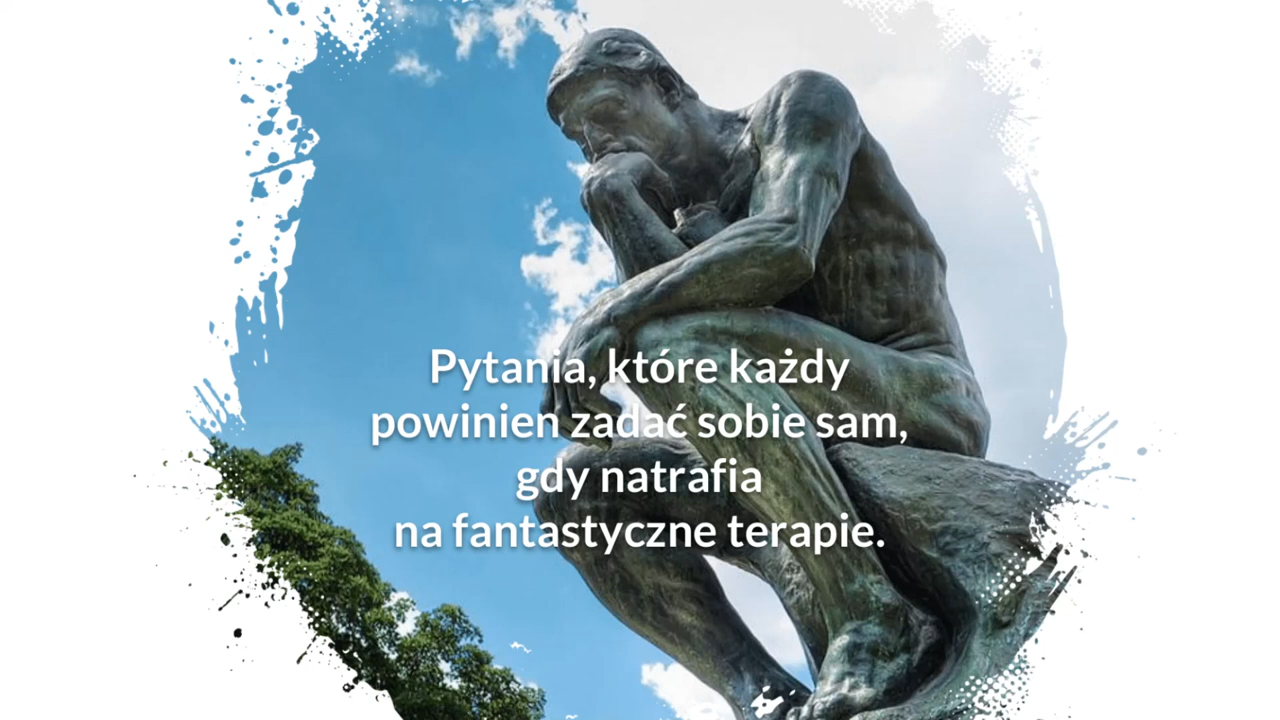 Pytania, które każdy
powinien zadać sobie sam,
gdy natrafia
na fantastyczne terapie.